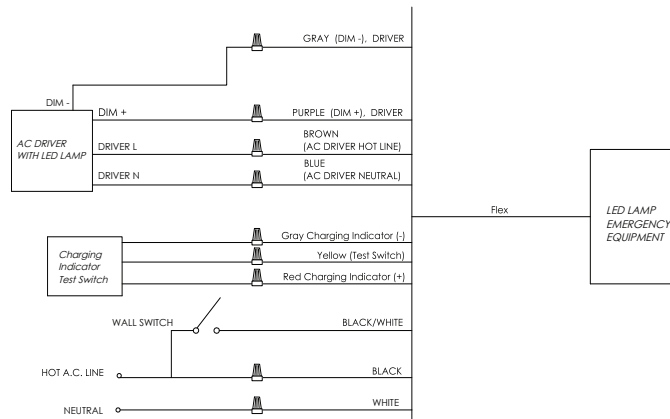 GRAY (DIM -), DRIVER
DIM -
DIM +
PURPLE (DIM +), DRIVER
AC DRIVER
WITH LED LAMP
DRIVER L
BROWN
(AC DRIVER HOT LINE)
DRIVER N
BLUE
(AC DRIVER NEUTRAL)
Flex
LED LAMP
EMERGENCY
EQUIPMENT
Charging
Indicator
Test Switch
Gray Charging Indicator (-)
Yellow (Test Switch)
Red Charging Indicator (+)
WALL SWITCH
BLACK/WHITE
HOT A.C. LINE
BLACK
NEUTRAL
WHITE